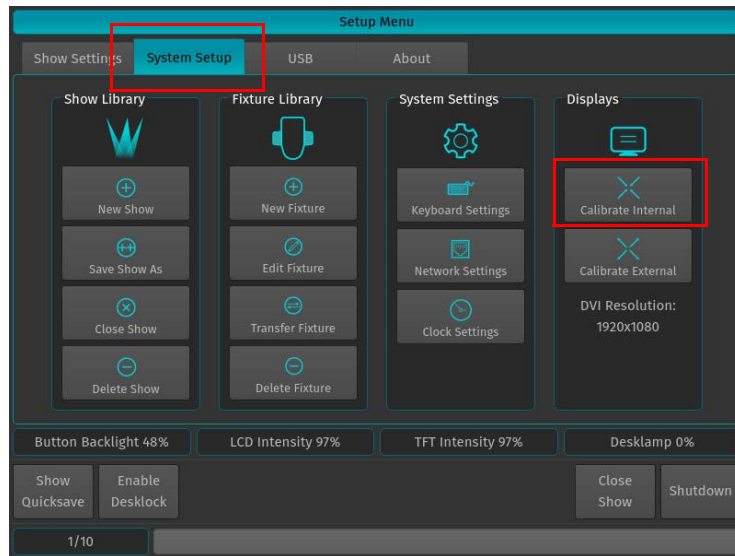 Setup Menu
Show Settings
System Setup
USB
About
Show Library
New Show
Save Show As
Close Show
Delete Show
Fixture Library
New Fixture
Edit Fixture
Transfer Fixture
Delete Fixture
System Settings
Keyboard Settings
Network Settings
Clock Settings
Displays
Calibrate Internal
Calibrate External
DVI Resolution:
1920x1080
Button Backlight 48%
LCD Intensity 97%
TFT Intensity 97%
Desklamp 0%
Show
Quicksave
Enable
Desklock
Close
Show
Shutdown
1/10